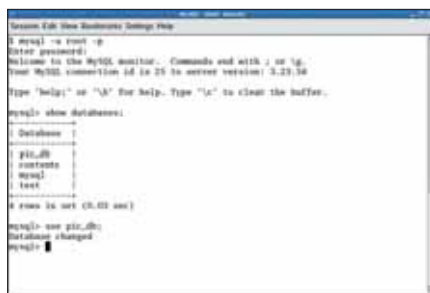 Session Edit View Bookmarks Settings Help
$ mysql -u root -p
Enter password:
Welcome to the MySQL monitor. Commands end with ; or \g.
Your MySQL connection id is 25 to server version: 3.23.58
Type 'help;' or '\h' for help. Type '\c' to clear the buffer.
mysql> show databases;
+----------+
| Database |
+----------+
| pic_db |
| contents |
| mysql |
| test |
+----------+
4 rows in set (0.03 sec)
mysql> use pic_db;
Database changed
mysql>